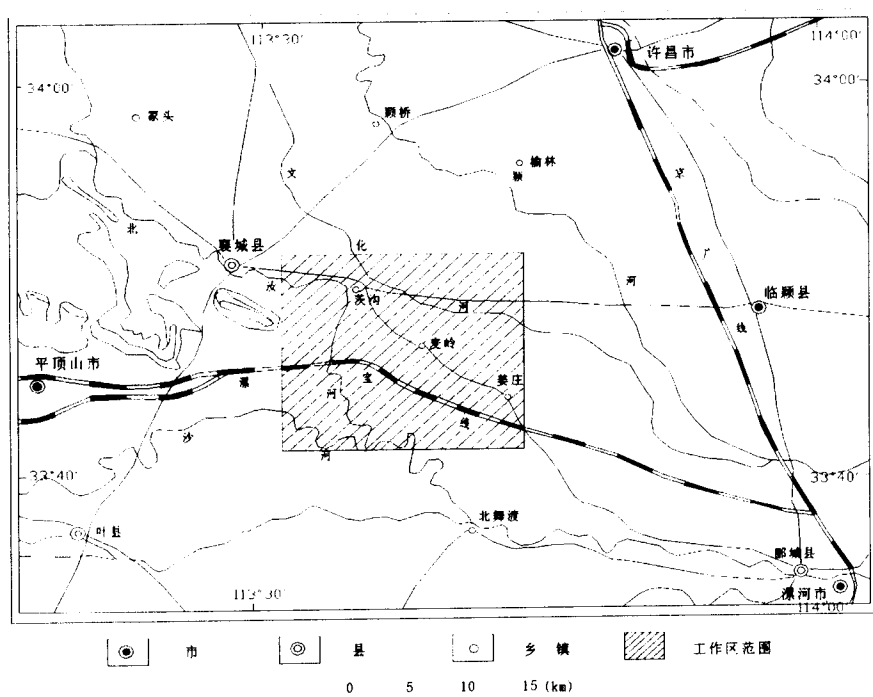 113°30′
114°00′
许昌市
34°00′
34°00′
颍桥
榆林
颍
文
京
北
襄城县
化
广
汝
茨沟
河
河
临颍县
麦岭
线
平顶山市
漯
宝
姜庄
河
线
沙
河
33°40′
33°40′
北舞渡
叶县
郾城县
漯河市
113°30′
114°00′
市
县
乡 镇
工作区范围
0 5 10 15 (km)